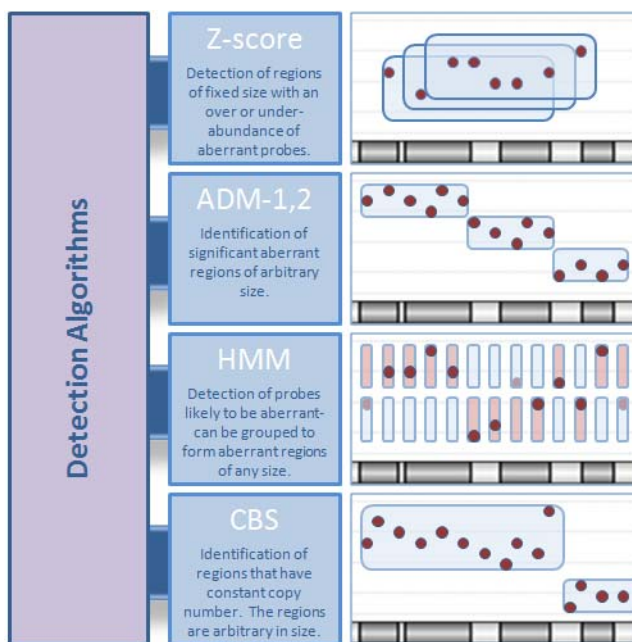 Detection Algorithms
Z-score
Detection of regions
of fixed size with an
over or under-
abundance of
aberrant probes.
ADM-1,2
Identification of
significant aberrant
regions of arbitrary
size.
HMM
Detection of probes
likely to be aberrant-
can be grouped to
form aberrant regions
of any size.
CBS
Identification of
regions that have
constant copy
number. The regions
are arbitrary in size.